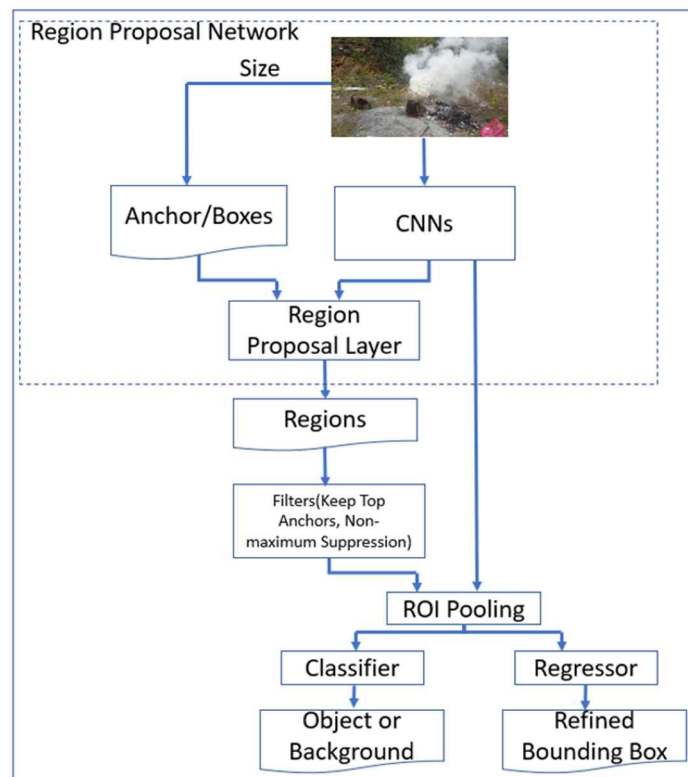 Region Proposal Network
Size
Anchor/Boxes
CNNs
Region
Proposal Layer
Regions
Filters(Keep Top
Anchors, Non-
maximum Suppression)
ROI Pooling
Classifier
Regressor
Object or
Background
Refined
Bounding Box